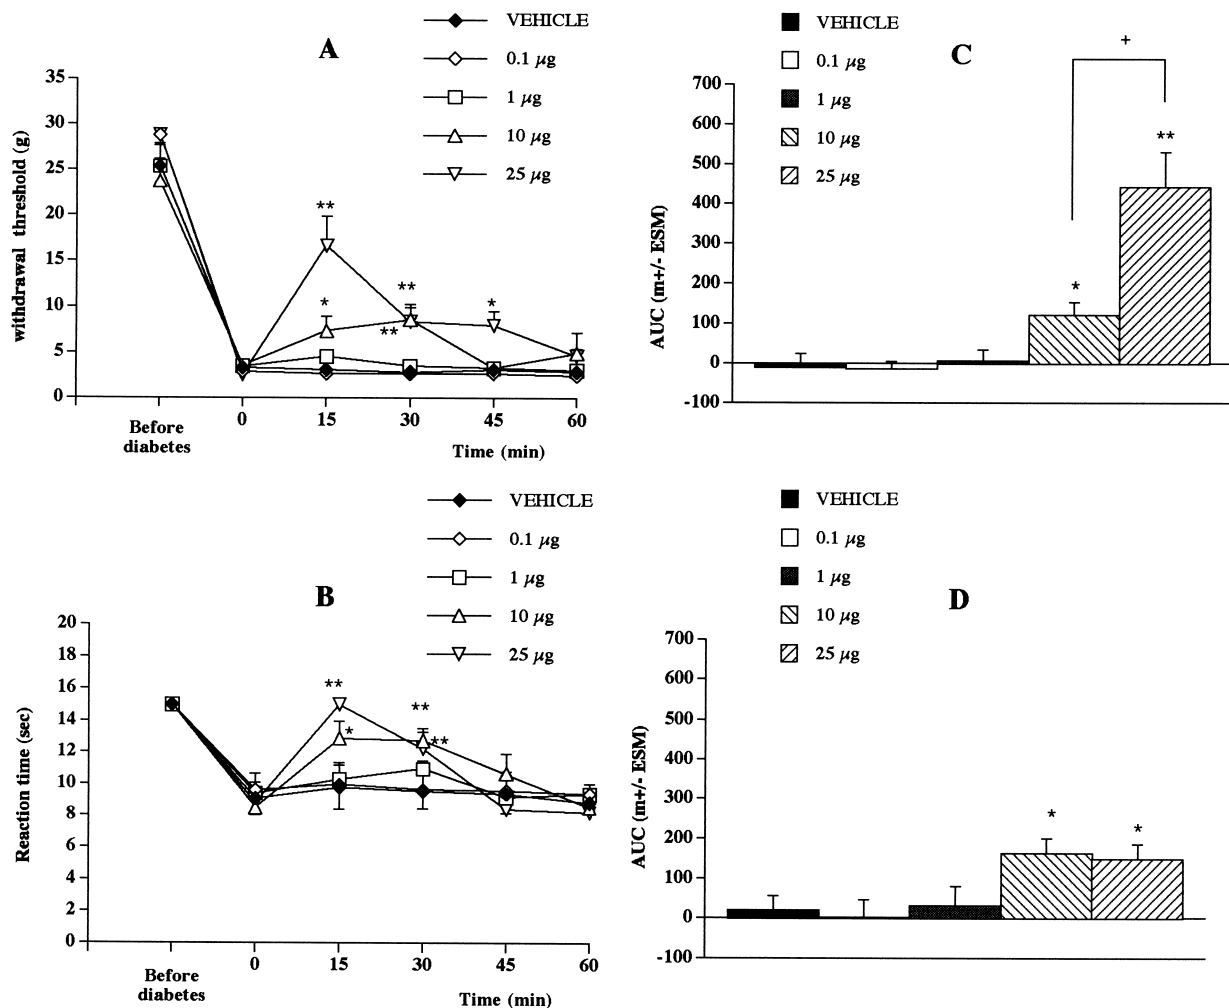 A
VEHICLE
0.1 µg
1 µg
10 µg
25 µg
35
30
25
20
15
10
5
0
withdrawal threshold (g)
**
*
**
**
*
Before
diabetes
0
15
30
45
60
Time (min)
C
VEHICLE
0.1 µg
1 µg
10 µg
25 µg
+
700
600
500
400
300
200
100
0
-100
AUC (m+/- ESM)
*
**
B
VEHICLE
0.1 µg
1 µg
10 µg
25 µg
20
18
16
14
12
10
8
6
4
2
0
Reaction time (sec)
**
*
**
**
Before
diabetes
0
15
30
45
60
Time (min)
D
VEHICLE
0.1 µg
1 µg
10 µg
25 µg
700
600
500
400
300
200
100
0
-100
AUC (m+/- ESM)
*
*